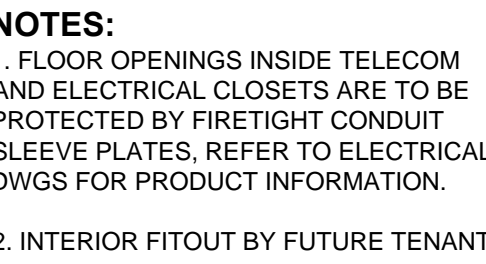 NOTES:
1. FLOOR OPENINGS INSIDE TELECOM
AND ELECTRICAL CLOSETS ARE TO BE
PROTECTED BY FIRETIGHT CONDUIT
SLEEVE PLATES, REFER TO ELECTRICAL
DWGS FOR PRODUCT INFORMATION.
2. INTERIOR FITOUT BY FUTURE TENANT